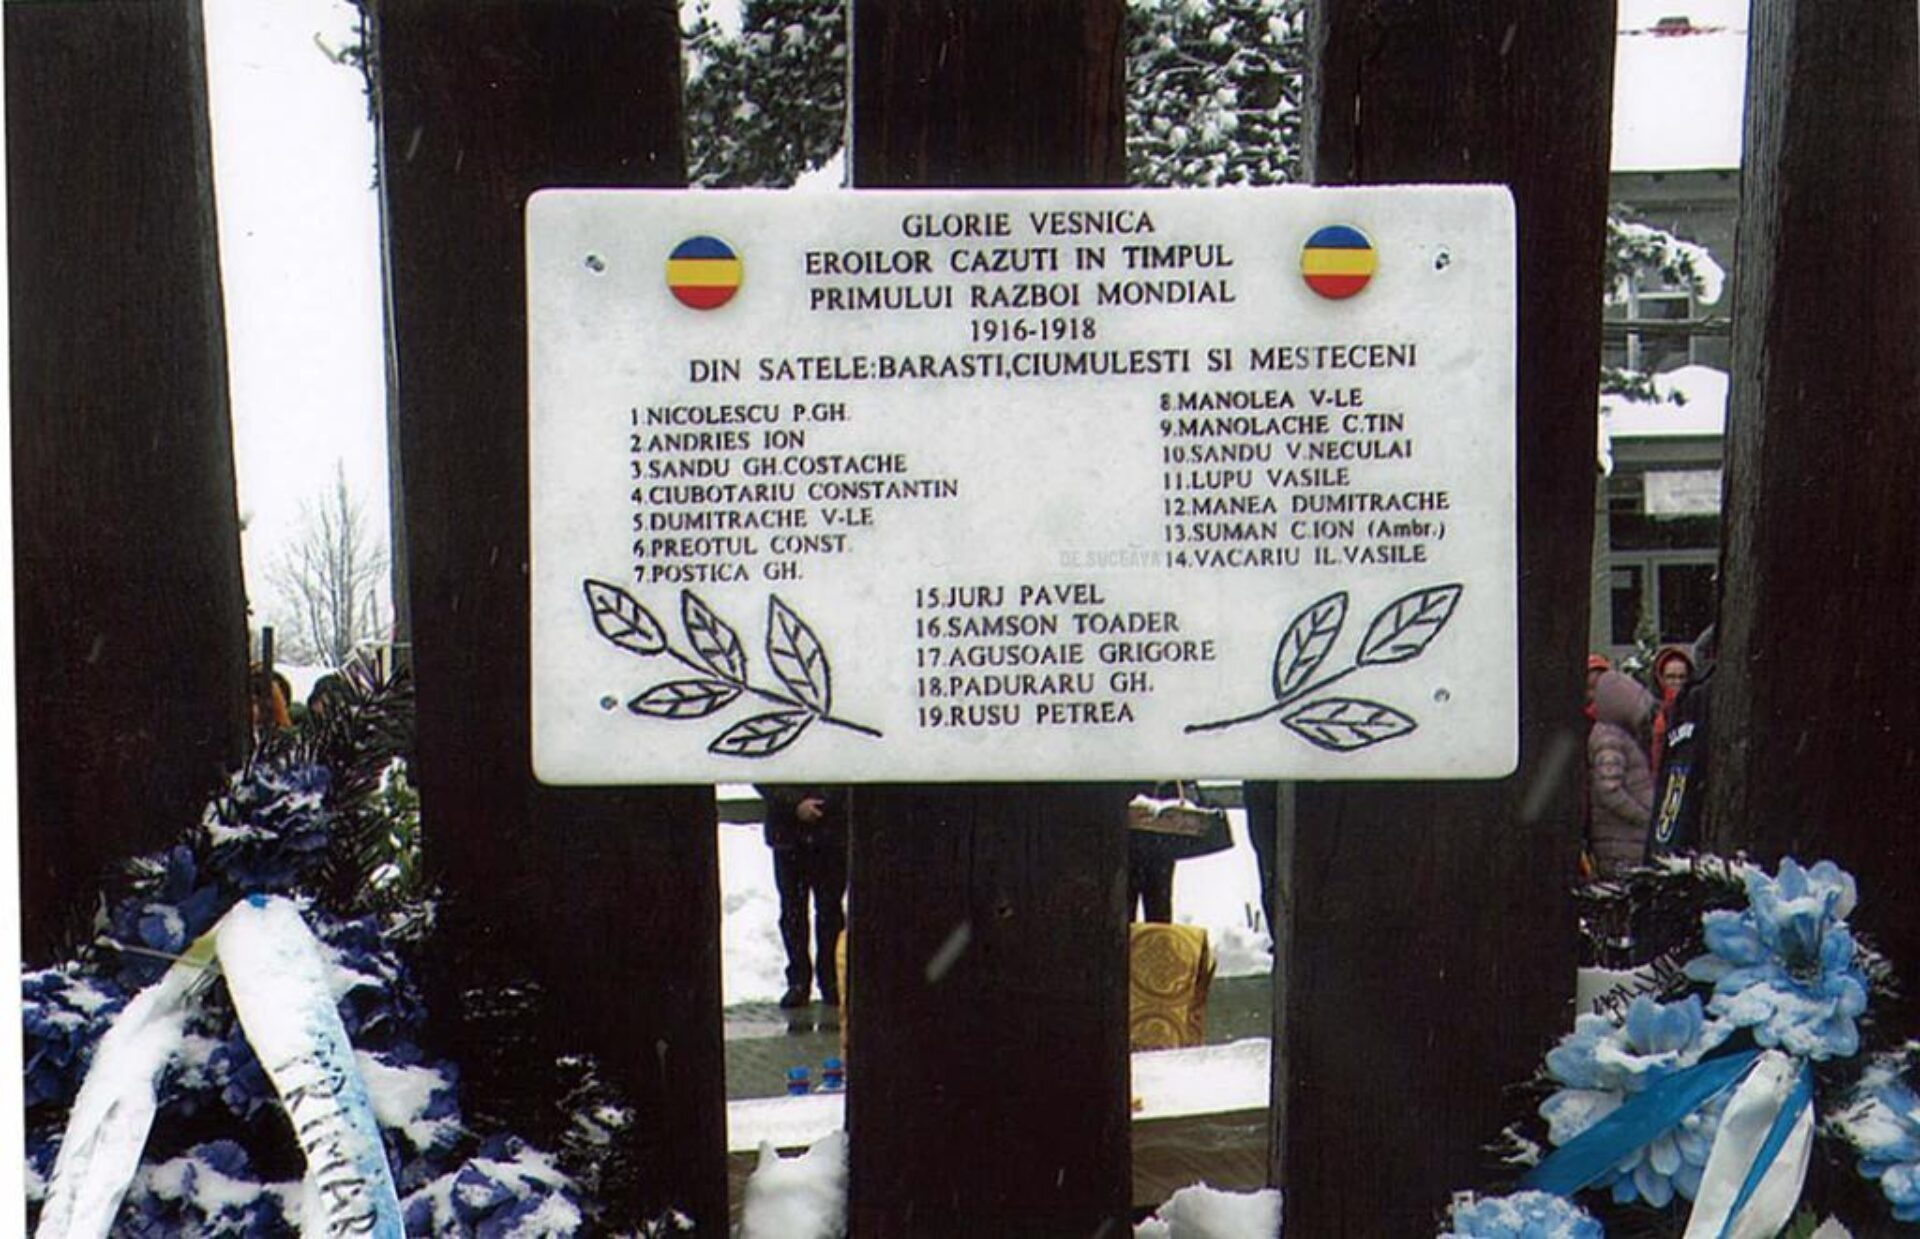 GLORIE VESNICA
EROILOR CAZUTI IN TIMPUL
PRIMULUI RAZBOI MONDIAL
1916-1918
DIN SATELE:BARASTI,CIUMULESTI SI MESTECENI
1.NICOLESCU P.GH.
2.ANDRIES ION
3.SANDU GH.COSTACHE
4.CIUBOTARIU CONSTANTIN
5.DUMITRACHE V-LE
6.PREOTUL CONST.
7.POSTICA GH.
8.MANOLEA V-LE
9.MANOLACHE C.TIN
10.SANDU V.NECULAI
11.LUPU VASILE
12.MANEA DUMITRACHE
13.SUMAN C.ION (Ambr.)
14.VACARIU IL.VASILE
15.JURJ PAVEL
16.SAMSON TOADER
17.AGUSOAIE GRIGORE
18.PADURARU GH.
19.RUSU PETREA
DE SUCEAVA